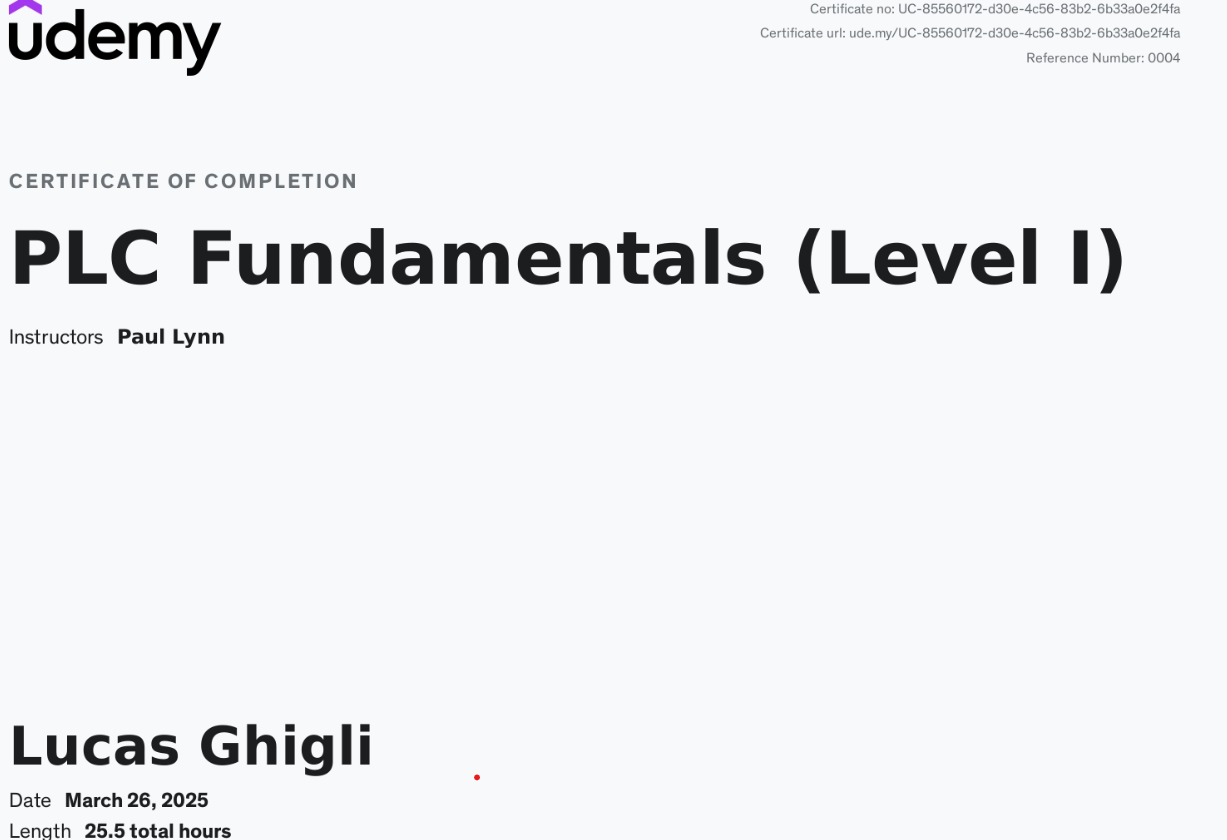 udemy
Certificate no: UC-85560172-d30e-4c56-83b2-6b33a0e2f4fa
Certificate url: ude.my/UC-85560172-d30e-4c56-83b2-6b33a0e2f4fa
Reference Number: 0004
CERTIFICATE OF COMPLETION
PLC Fundamentals (Level I)
Instructors Paul Lynn
Lucas Ghigli
Date March 26, 2025
Length 25.5 total hours